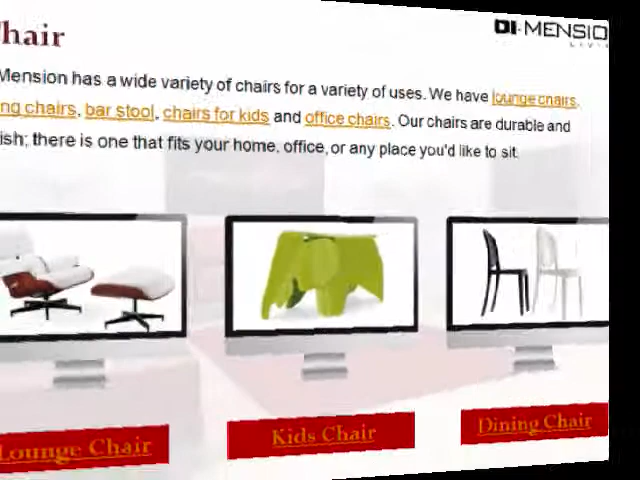 hair
DI-MENSIO
Mension has a wide variety of chairs for a variety of uses. We have lounge chairs,
ng chairs, bar stool, chairs for kids and office chairs. Our chairs are durable and
ish; there is one that fits your home, office, or any place you'd like to sit.
Lounge Chair
Kids Chair
Dining Chair